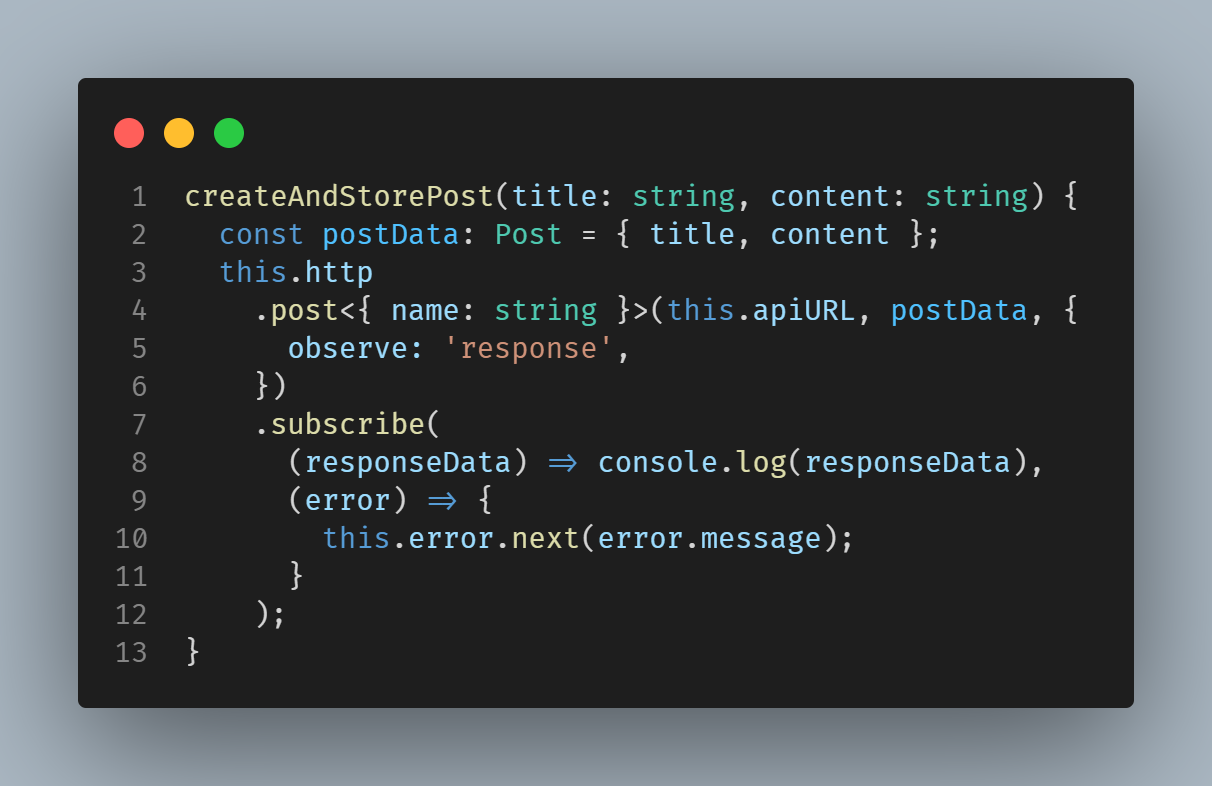 1 createAndStorePost(title: string, content: string) {
2   const postData: Post = { title, content };
3   this.http
4     .post<{ name: string }>(this.apiURL, postData, {
5       observe: 'response',
6     })
7     .subscribe(
8       (responseData) => console.log(responseData),
9       (error) => {
10         this.error.next(error.message);
11       }
12     );
13 }